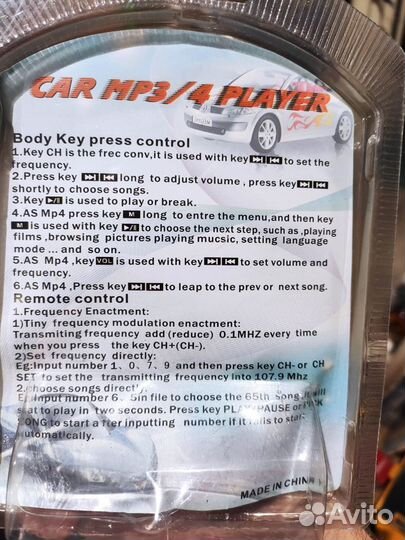 CAR MP3/4 PLAYER
Body Key press control
1.Key CH is the frec conv,it is used with key ⏭ ⏮ to set the
frequency.
2.Press key ⏭ ⏮ long to adjust volume , press key ⏭ ⏮
shortly to choose songs.
3.Key ⏯ is used to play or break.
4.AS Mp4 press key M long to entre the menu,and then key
M is used with key ⏯ to choose the next step, such as ,playing
films ,browsing pictures playing mucsic, setting language
mode ... and so on.
5.AS Mp4 ,key VOL is used with key ⏭ ⏮ to set volume and
frequency.
6.AS Mp4 ,Press key ⏭ ⏮ to leap to the prev or next song.
Remote control
1.Frequency Enactment:
1)Tiny frequency modulation enactment:
Transmiting frequency add (reduce) 0.1MHZ every time
when you press the key CH+(CH-).
2)Set frequency directly:
Eg:Input number 1、0、7、9 and then press key CH- or CH
SET to set the transmitting frequency into 107.9 Mhz
2.choose songs directly.
Input number 6、5in file to choose the 65th song,it will
to play in two seconds. Press key PLAY/PAUSE or PICK
SONG to start after inputting number if it fails to start
automatically.
MADE IN CHINA
Avito